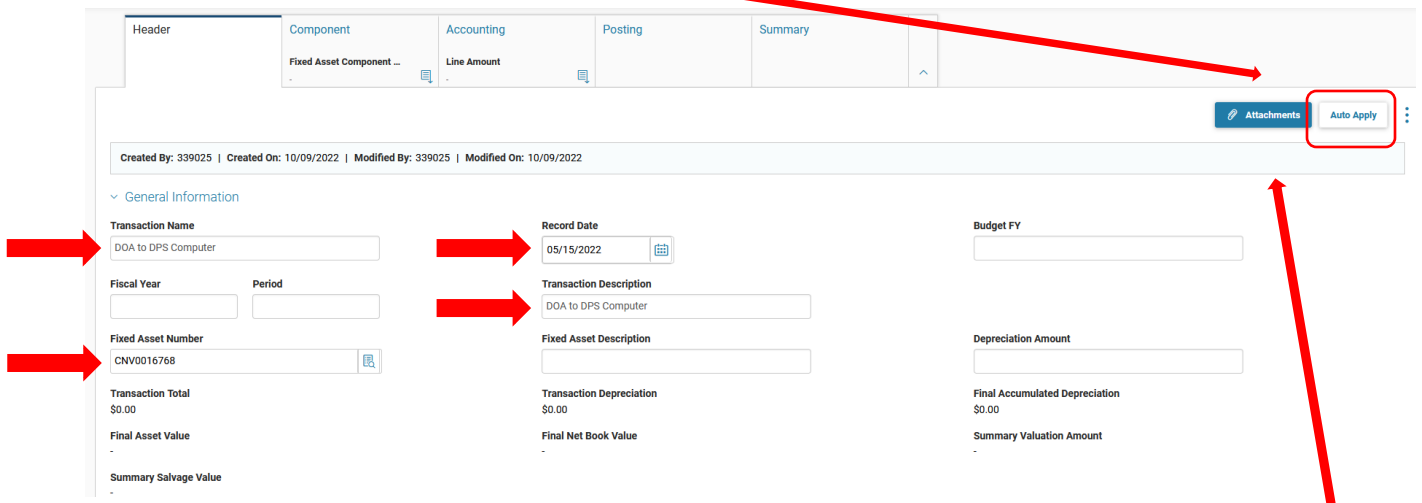 Header Component Accounting Posting Summary
Fixed Asset Component ... Line Amount
- -
Attachments Auto Apply
Created By: 339025 | Created On: 10/09/2022 | Modified By: 339025 | Modified On: 10/09/2022
General Information
Transaction Name Record Date Budget FY
DOA to DPS Computer 05/15/2022
Fiscal Year Period Transaction Description
DOA to DPS Computer
Fixed Asset Number Fixed Asset Description Depreciation Amount
CNV0016768
Transaction Total Transaction Depreciation Final Accumulated Depreciation
$0.00 $0.00 $0.00
Final Asset Value Final Net Book Value Summary Valuation Amount
- - -
Summary Salvage Value
-